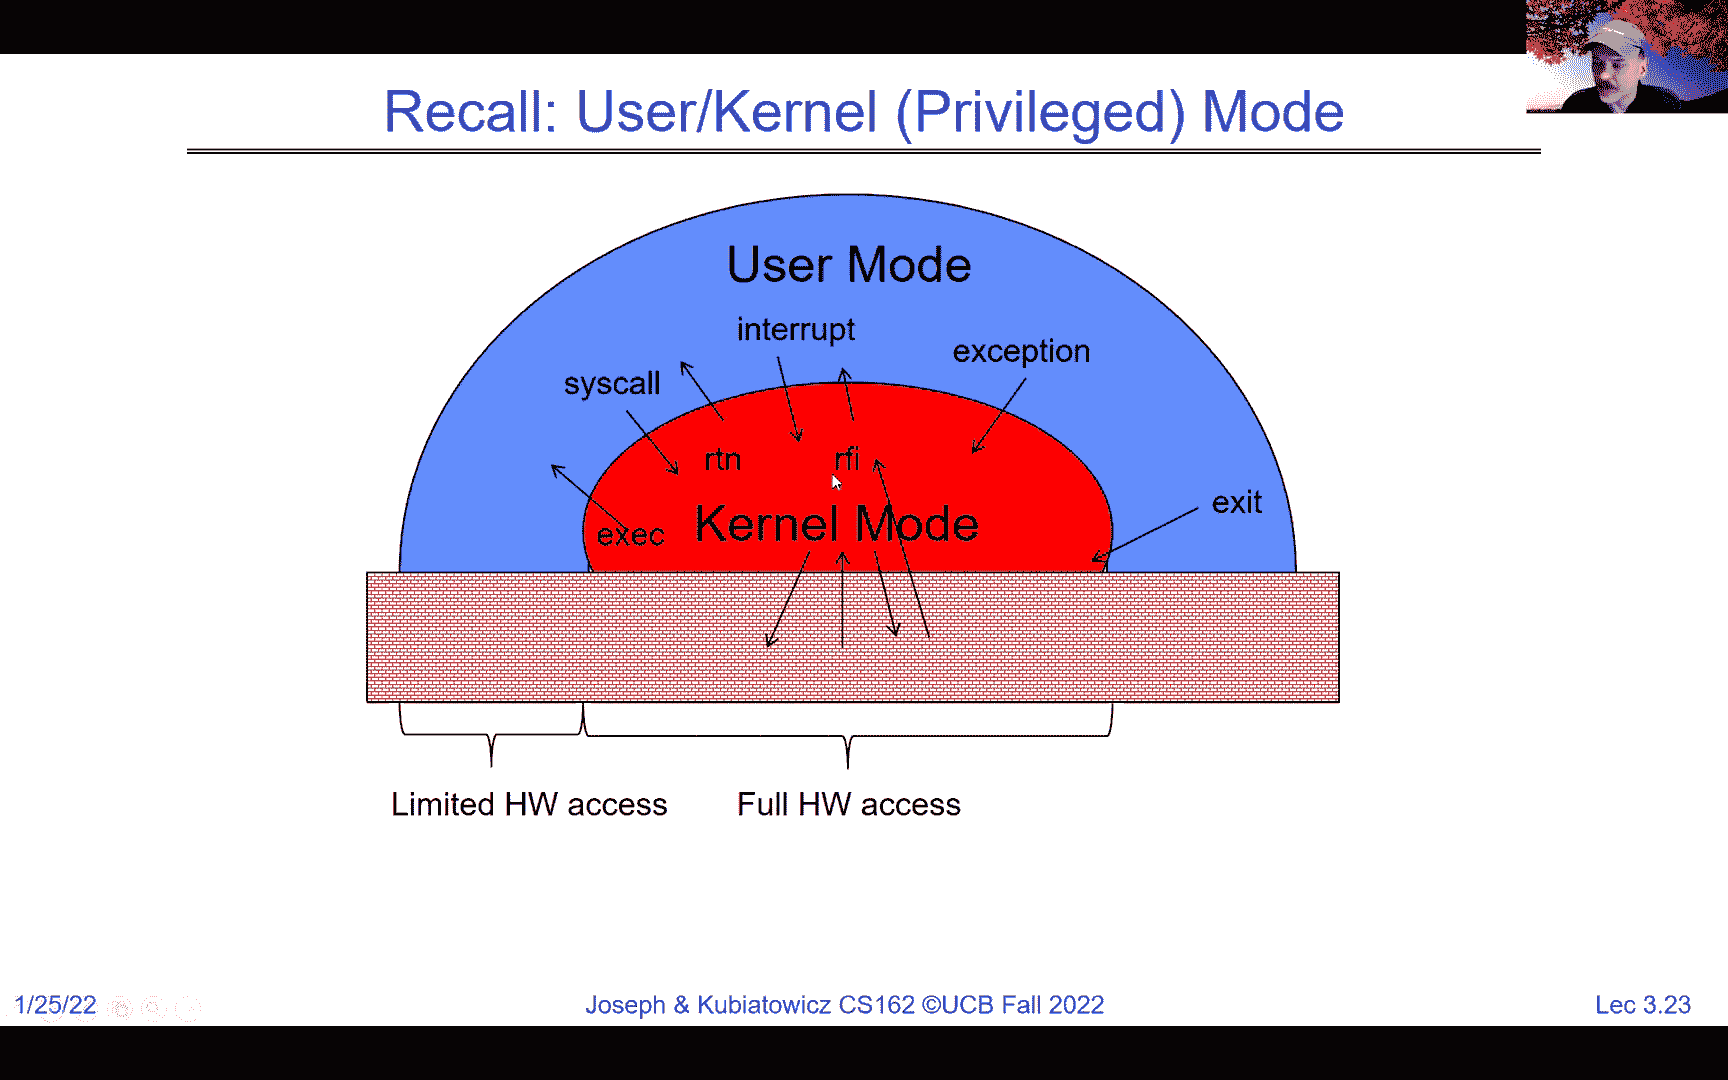 Recall: User/Kernel (Privileged) Mode
User Mode
interrupt
exception
syscall
rtn
rfi
exit
Kernel Mode
exec
Limited HW access
Full HW access
1/25/22
Joseph & Kubiatowicz CS162 ©UCB Fall 2022
Lec 3.23